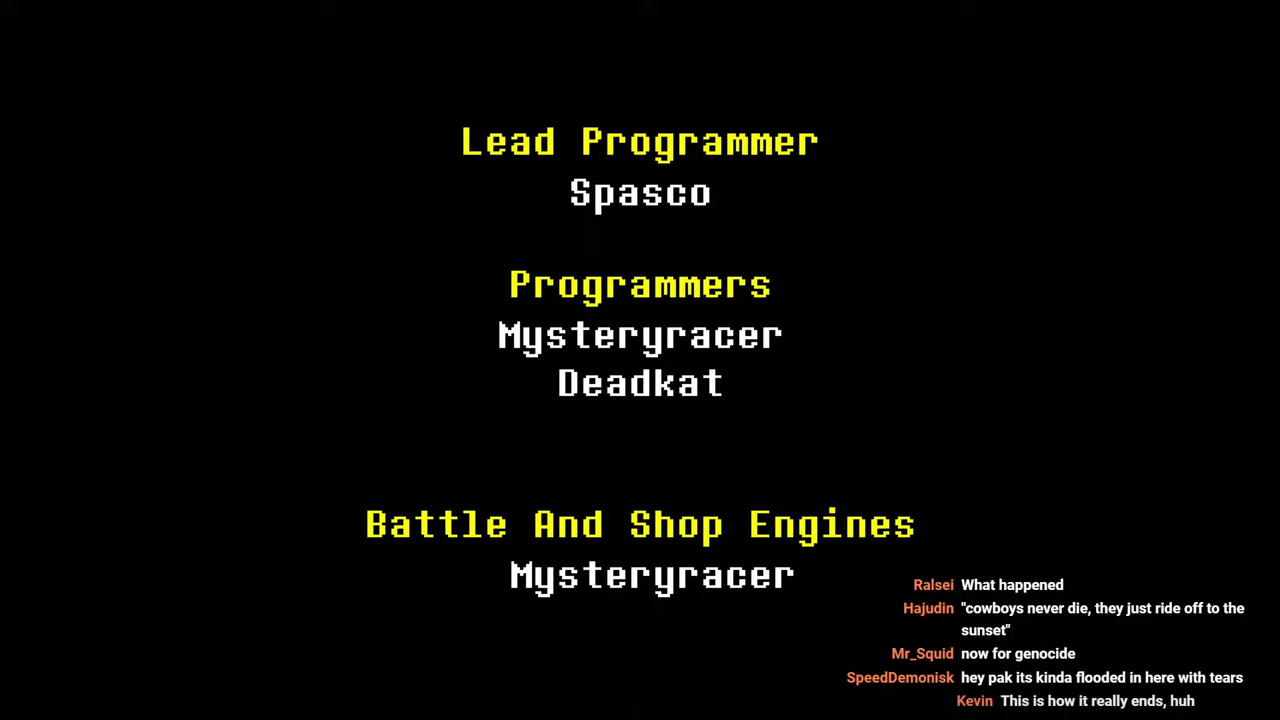 Lead Programmer
Spasco
Programmers
Mysteryracer
Deadkat
Battle And Shop Engines
Mysteryracer
Ralsei What happened
Hajudin "cowboys never die, they just ride off to the
sunset"
Mr_Squid now for genocide
SpeedDemonisk hey pak its kinda flooded in here with tears
Kevin This is how it really ends, huh